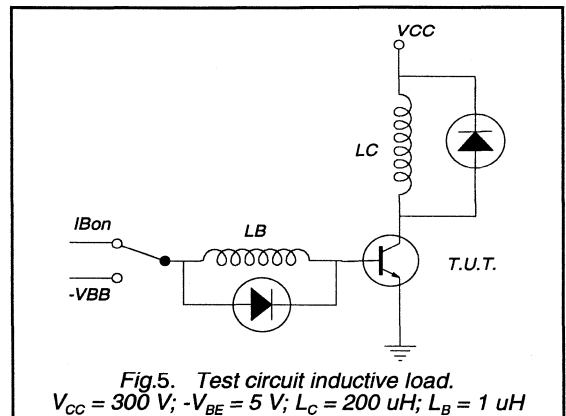 VCC
LC
IBon
LB
T.U.T.
-VBB
Fig.5. Test circuit inductive load.
VCC = 300 V; -VBE = 5 V; LC = 200 uH; LB = 1 uH